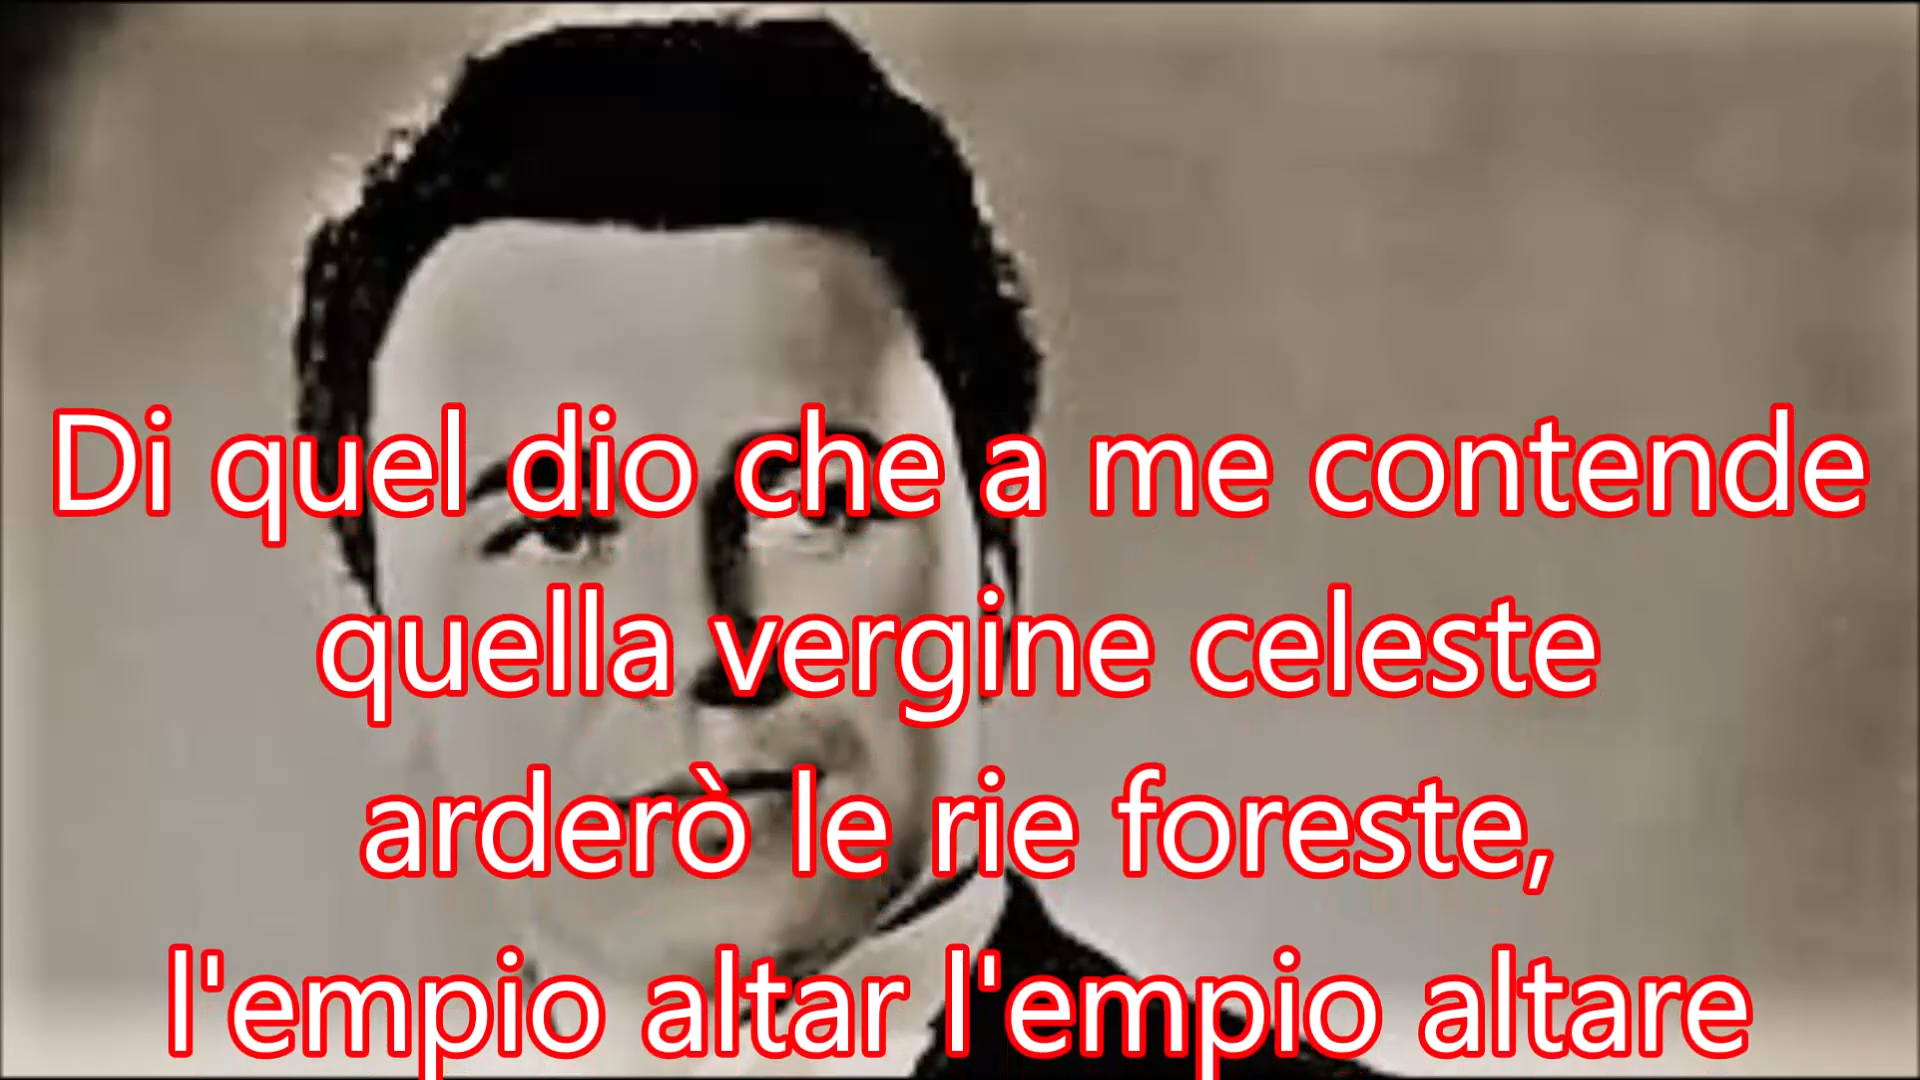 Di quel dio che a me contende
quella vergine celeste
arderò le rie foreste,
l'empio altar l'empio altare